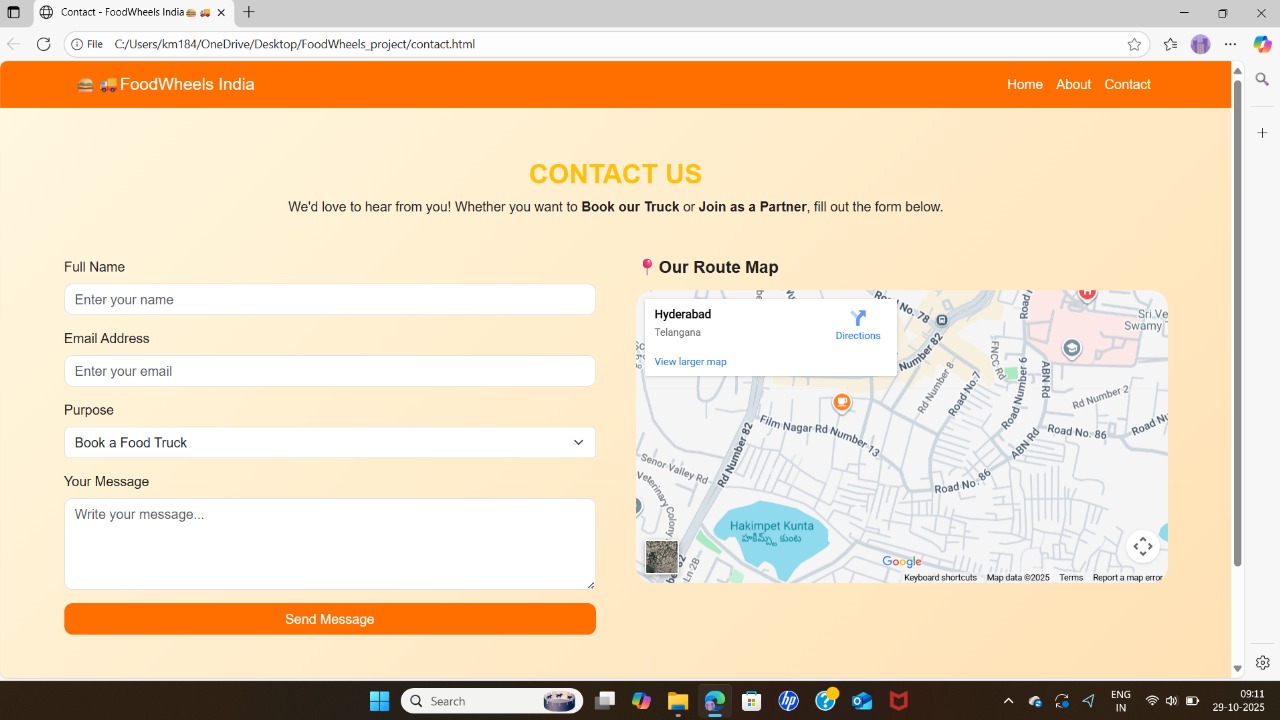 Contact - FoodWheels India🍔 🚚
File C:/Users/km184/OneDrive/Desktop/FoodWheels_project/contact.html
🍔 🚚FoodWheels India
Home About Contact
CONTACT US
We'd love to hear from you! Whether you want to Book our Truck or Join as a Partner, fill out the form below.
Full Name
Enter your name
Email Address
Enter your email
Purpose
Book a Food Truck
Your Message
Write your message...
Send Message
📍 Our Route Map
Hyderabad
Telangana
Directions
View larger map
Road No. 78
Number 82
Rd Number 8
Road No.7
FNCC Rd
Road Number 6
ABN Rd
Rd Number 2
Road No. 86
ABN Rd
Road No. 86
Film Nagar Rd Number 13
Rd Number 82
Senor Valley Rd
Veterinary Colony
Sri Ve
Swamy
Hakimpet Kunta
Ln 2B
Google
Keyboard shortcuts Map data ©2025 Terms Report a map error
Search
hp
ENG
IN
09:11
29-10-2025